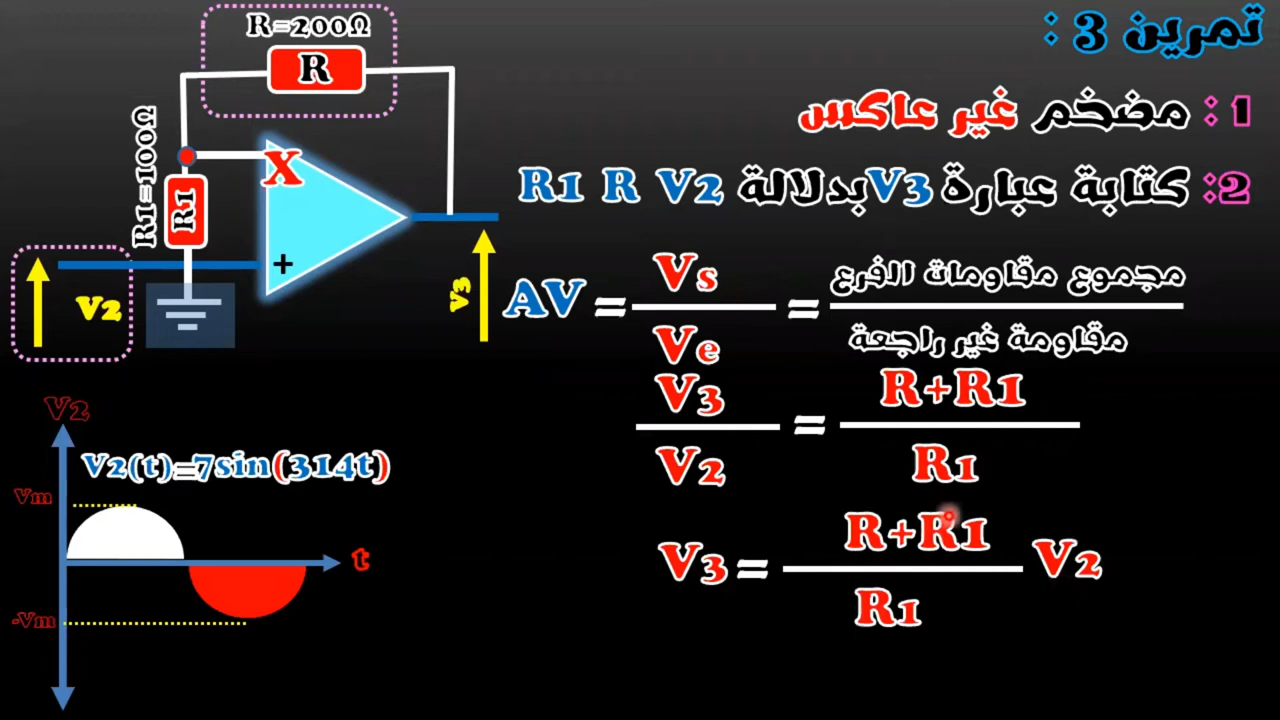 تمرين 3 :
1 : مضخم غير عاكس
2: كتابة عبارة V3 بدلالة V2 R R1
R=200Ω
R
R1=100Ω
R1
X
+
V2
V3
AV = Vs / Ve = مجموع مقاومات الفرع / مقاومة غير راجعة
V3 / V2 = R+R1 / R1
V3 = R+R1 / R1 V2
V2
V2(t)=7sin(314t)
Vm
t
-Vm